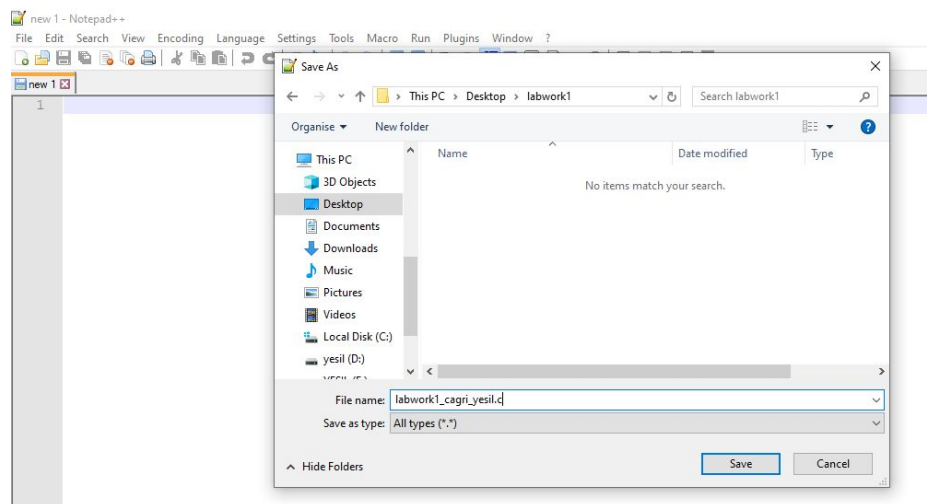 new 1 - Notepad++
File Edit Search View Encoding Language Settings Tools Macro Run Plugins Window ?
Save As
new 1
This PC > Desktop > labwork1
Search labwork1
1
Organise
New folder
Name
Date modified
Type
No items match your search.
This PC
3D Objects
Desktop
Documents
Downloads
Music
Pictures
Videos
Local Disk (C:)
yesil (D:)
File name: labwork1_cagri_yesil.c
Save as type: All types (*.*)
Hide Folders
Save
Cancel